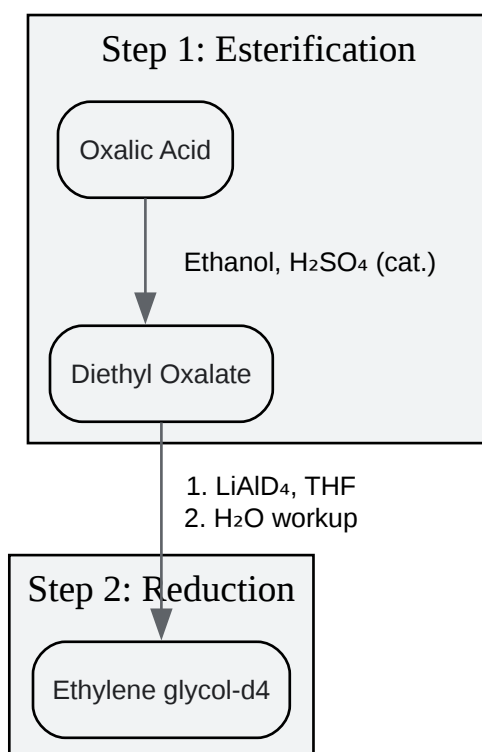 Step 1: Esterification
Oxalic Acid
Ethanol, H₂SO₄ (cat.)
Diethyl Oxalate
1. LiAlD₄, THF
2. H₂O workup
Step 2: Reduction
Ethylene glycol-d4